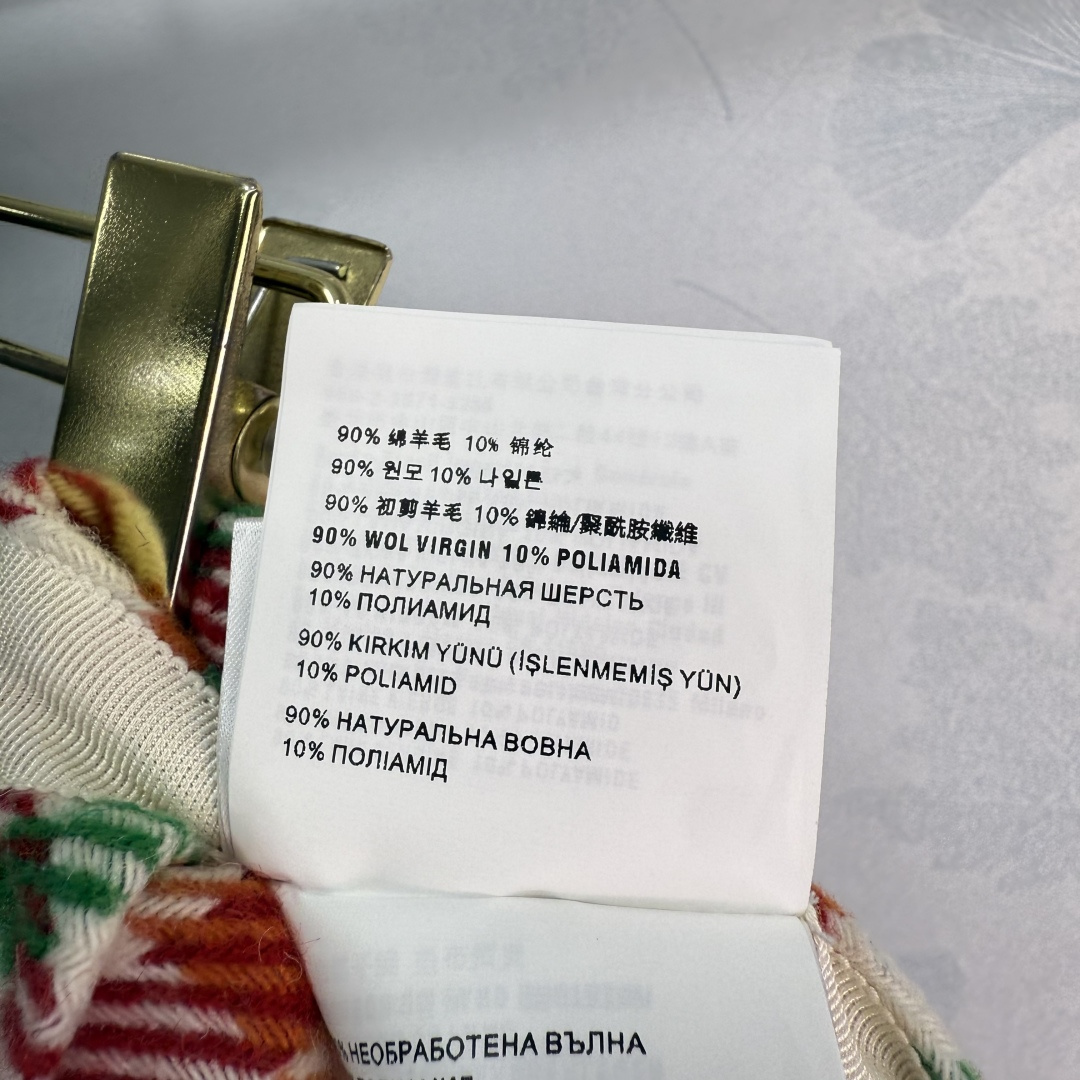 90% 绵羊毛 10% 锦纶
90% 원모 10% 나일론
90% 初剪羊毛 10% 錦綸/聚酰胺纖維
90% WOL VIRGIN 10% POLIAMIDA
90% НАТУРАЛЬНАЯ ШЕРСТЬ
10% ПОЛИАМИД
90% KIRKIM YÜNÜ (İŞLENMEMİŞ YÜN)
10% POLIAMID
90% НАТУРАЛЬНА ВОВНА
10% ПОЛІАМІД
% НЕОБРАБОТЕНА ВЪЛНА